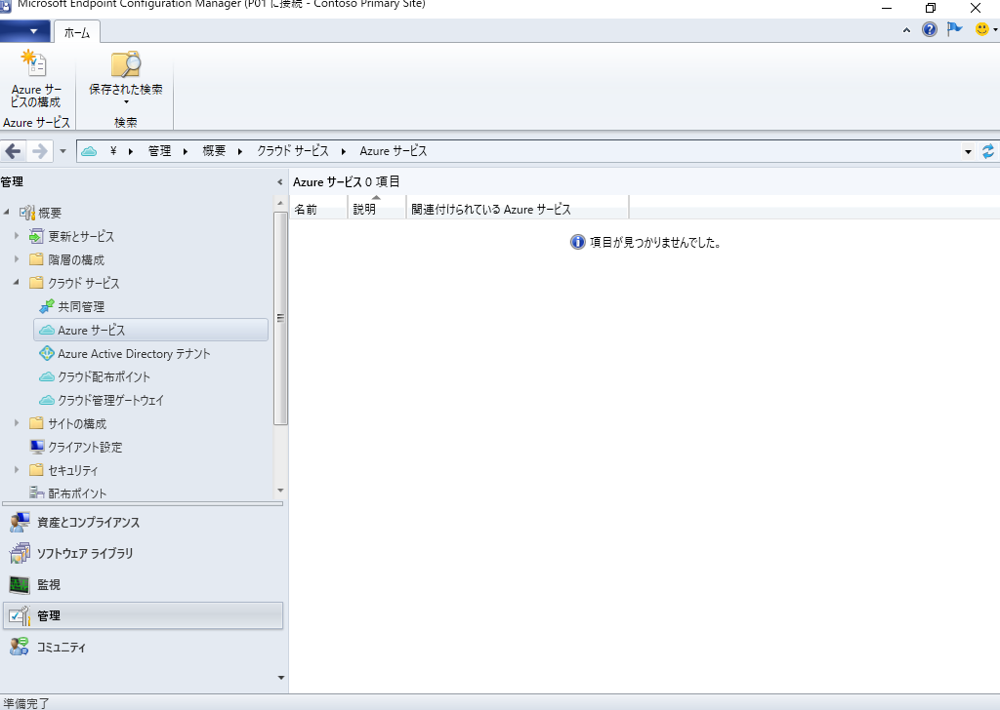 Microsoft Endpoint Configuration Manager (P01 に接続 - Contoso Primary Site)
ホーム
Azure サー
ビスの構成
保存された検索
Azure サービス
検索
¥ 管理 概要 クラウド サービス Azure サービス
管理
概要
更新とサービス
階層の構成
クラウド サービス
共同管理
Azure サービス
Azure Active Directory テナント
クラウド配布ポイント
クラウド管理ゲートウェイ
サイトの構成
クライアント設定
セキュリティ
配布ポイント
資産とコンプライアンス
ソフトウェア ライブラリ
監視
管理
コミュニティ
Azure サービス 0 項目
名前 説明 関連付けられている Azure サービス
項目が見つかりませんでした。
準備完了